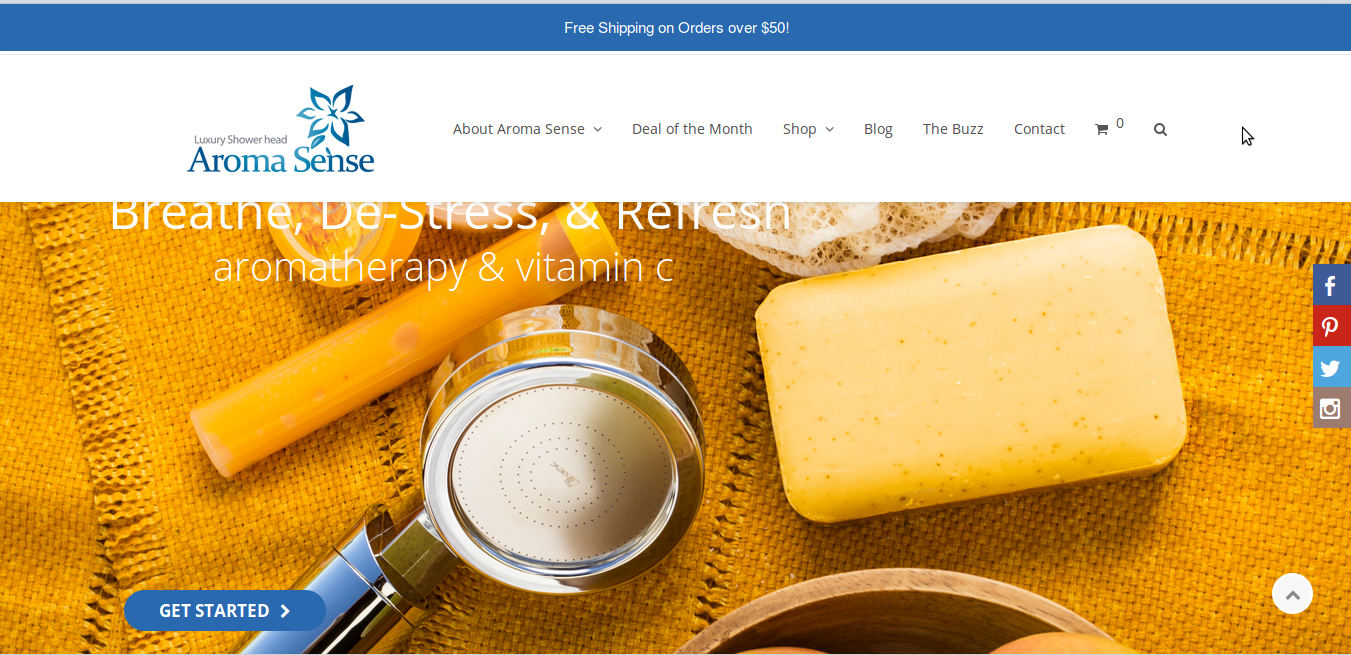 Free Shipping on Orders over $50!
Luxury Shower head
Aroma Sense
About Aroma Sense
Deal of the Month
Shop
Blog
The Buzz
Contact
0
Breathe, De-Stress, & Refresh
aromatherapy & vitamin c
GET STARTED